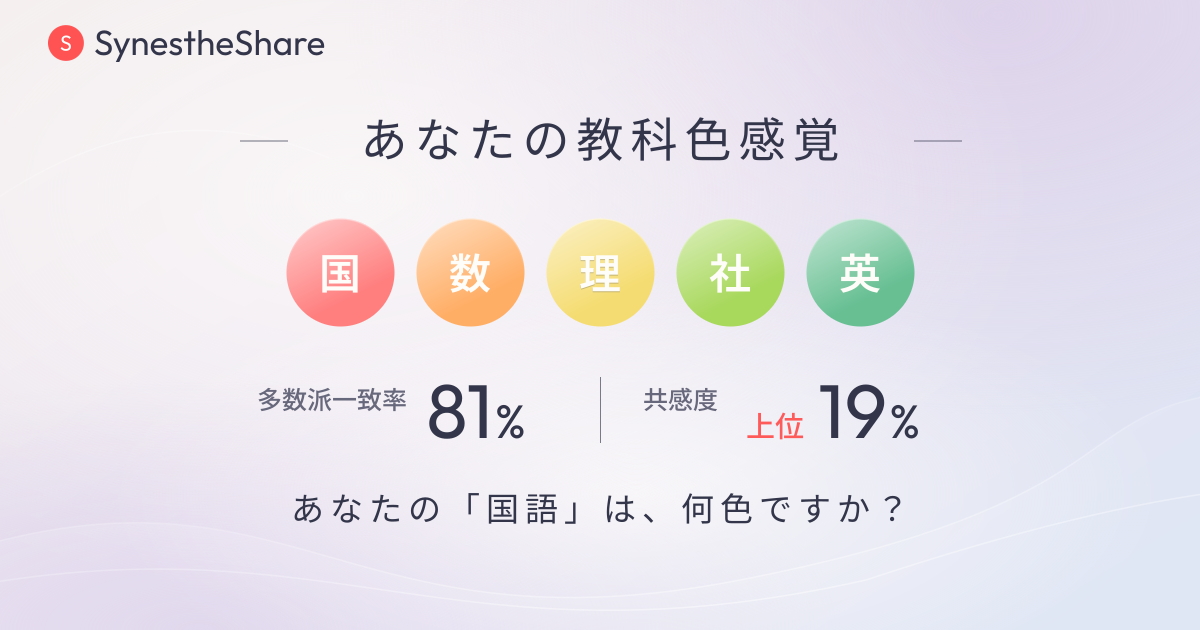 S SynestheShare
あなたの教科色感覚
国 数 理 社 英
多数派一致率 81% 共感度 上位 19%
あなたの「国語」は、何色ですか？